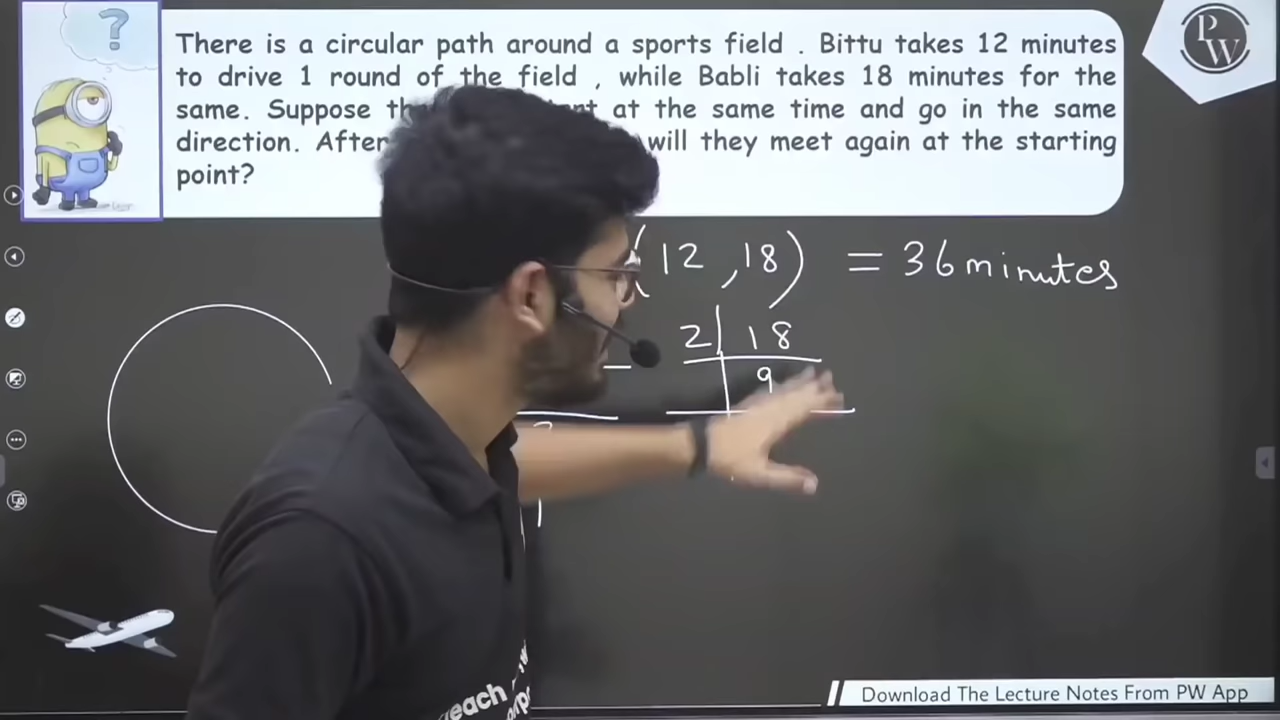 There is a circular path around a sports field . Bittu takes 12 minutes
to drive 1 round of the field , while Babli takes 18 minutes for the
same. Suppose at the same time and go in the same
direction. After will they meet again at the starting
point?
(12 ,18) = 36minutes
2 18
9
PW
Download The Lecture Notes From PW App